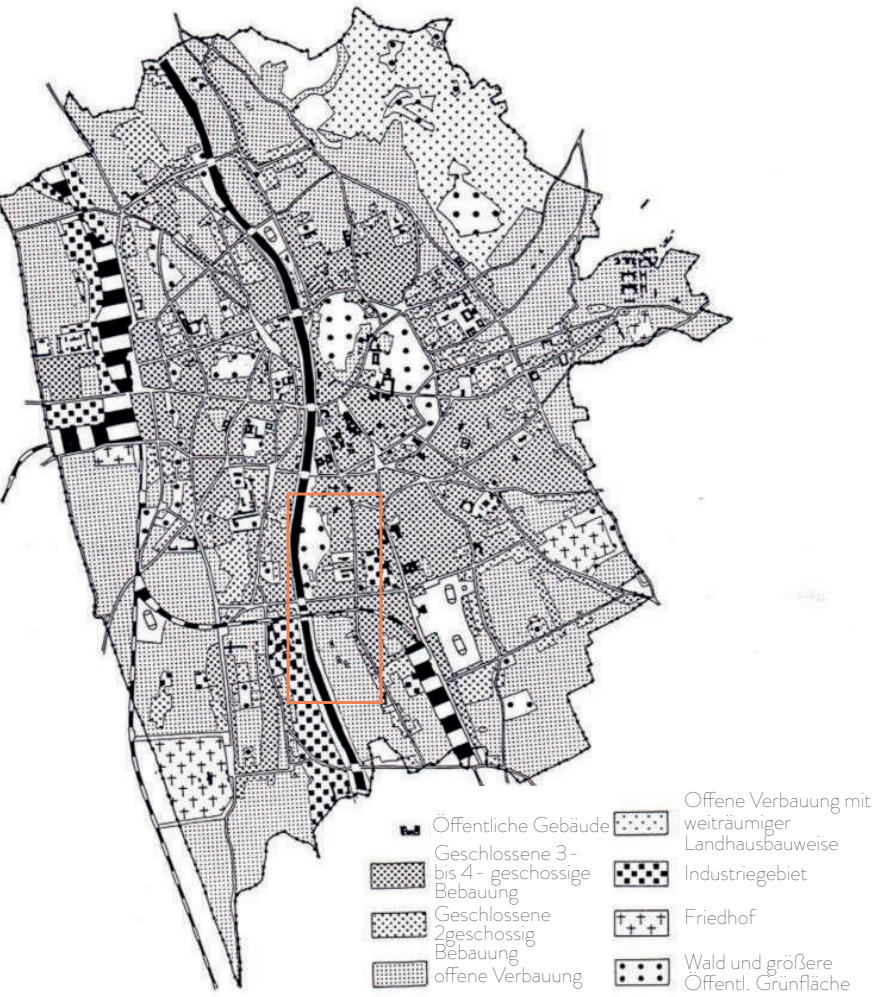 Öffentliche Gebäude
Geschlossene 3-
bis 4- geschossige
Bebauung
Geschlossene
2geschossig
Bebauung
offene Verbauung
Offene Verbauung mit
weiträumiger
Landhausbauweise
Industriegebiet
Friedhof
Wald und größere
Öffentl. Grünfläche